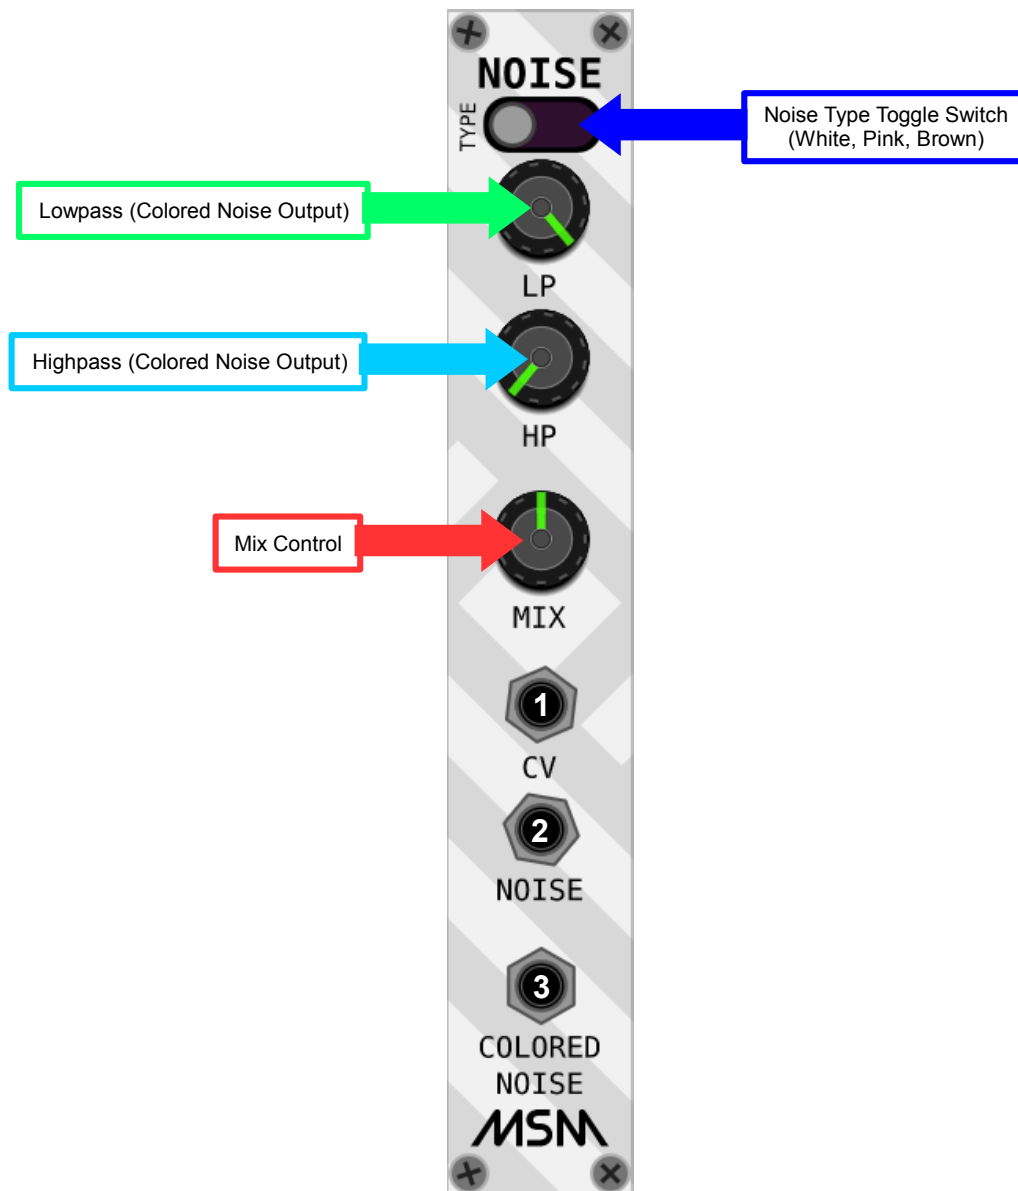 NOISE
TYPE
Noise Type Toggle Switch
(White, Pink, Brown)
Lowpass (Colored Noise Output)
LP
Highpass (Colored Noise Output)
HP
Mix Control
MIX
1
CV
2
NOISE
3
COLORED
NOISE
MSM